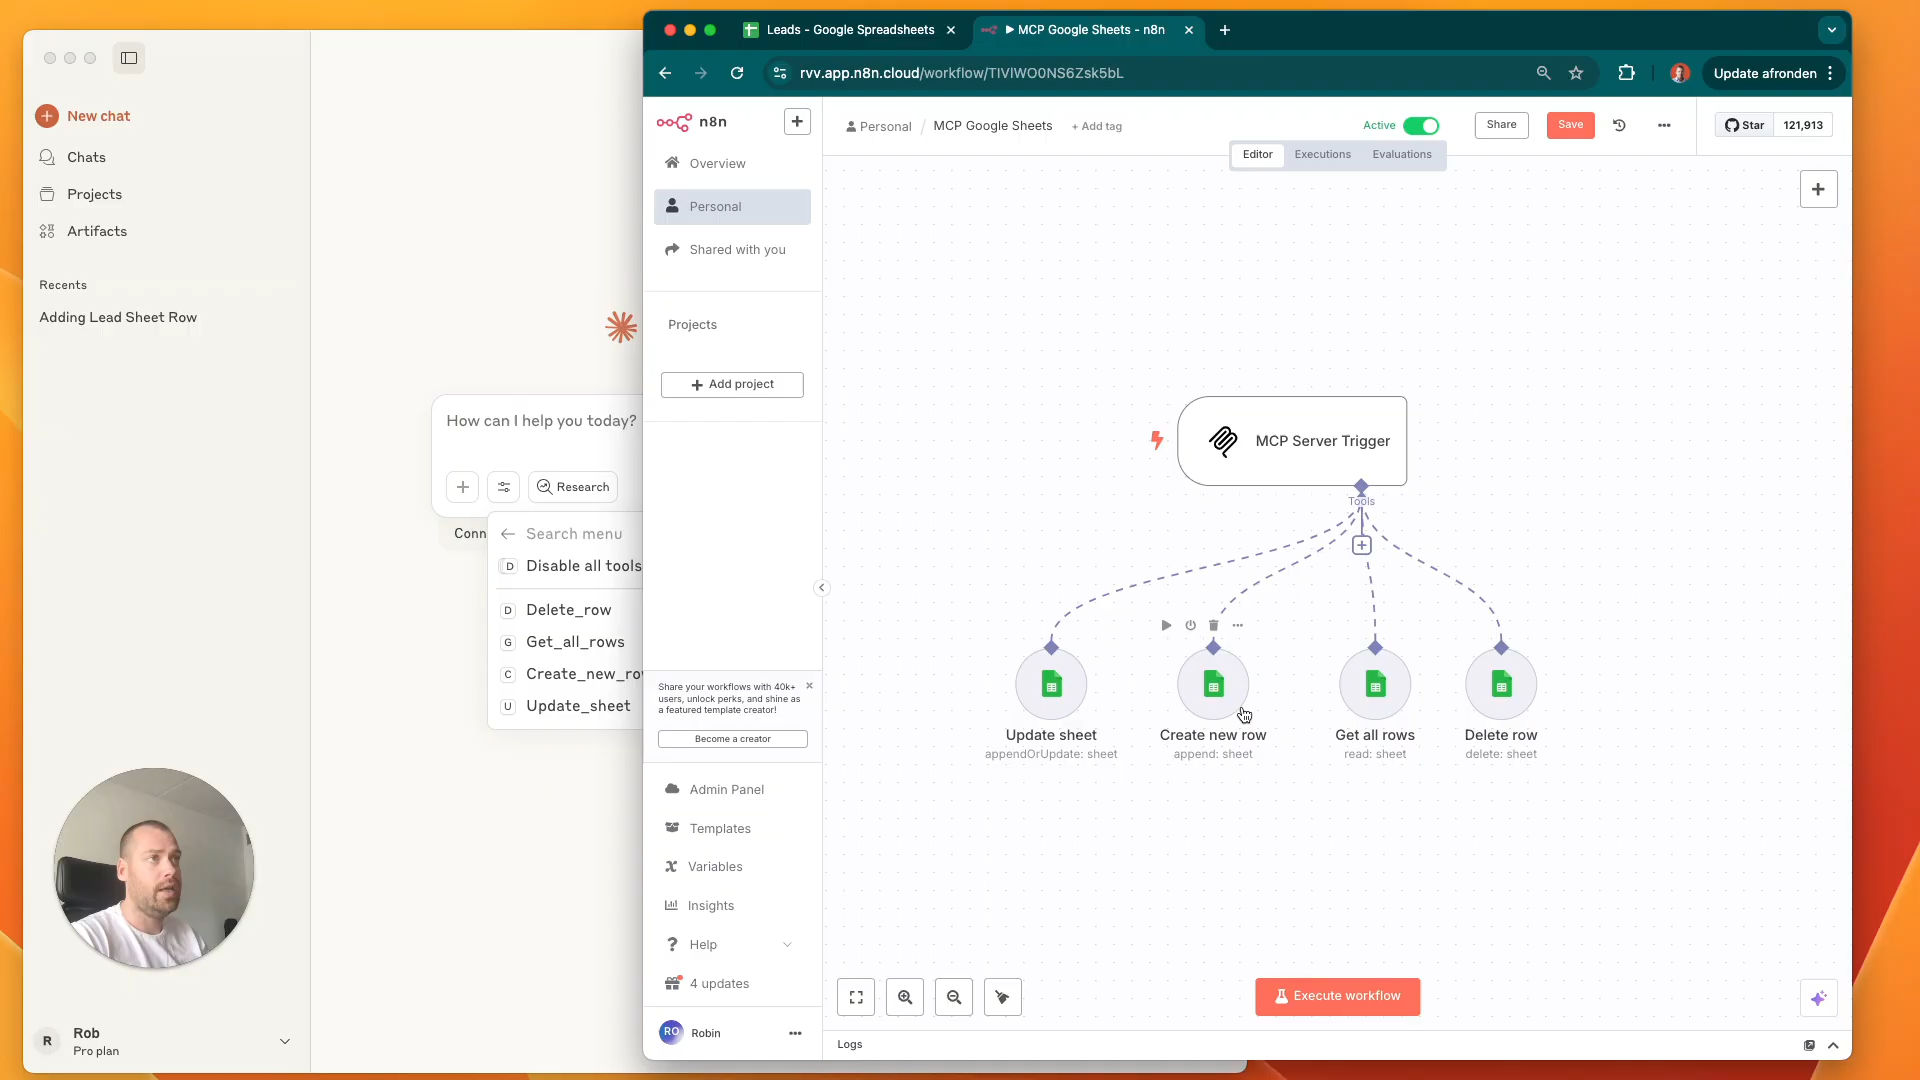 New chat
Chats
Projects
Artifacts
Recents
Adding Lead Sheet Row
R
Rob
Pro plan
How can I help you today?
Research
Conn
Search menu
D Disable all tools
D Delete_row
G Get_all_rows
C Create_new_ro
U Update_sheet
Leads - Google Spreadsheets
MCP Google Sheets - n8n
rvv.app.n8n.cloud/workflow/TIVlWO0NS6Zsk5bL
Update afronden
n8n
Overview
Personal
Shared with you
Projects
Add project
Share your workflows with 40k+
users, unlock perks, and shine as
a featured template creator!
Become a creator
Admin Panel
Templates
Variables
Insights
Help
4 updates
RO Robin
Personal / MCP Google Sheets + Add tag
Active
Share
Save
Star 121,913
Editor Executions Evaluations
MCP Server Trigger
Tools
Update sheet
appendOrUpdate: sheet
Create new row
append: sheet
Get all rows
read: sheet
Delete row
delete: sheet
Execute workflow
Logs